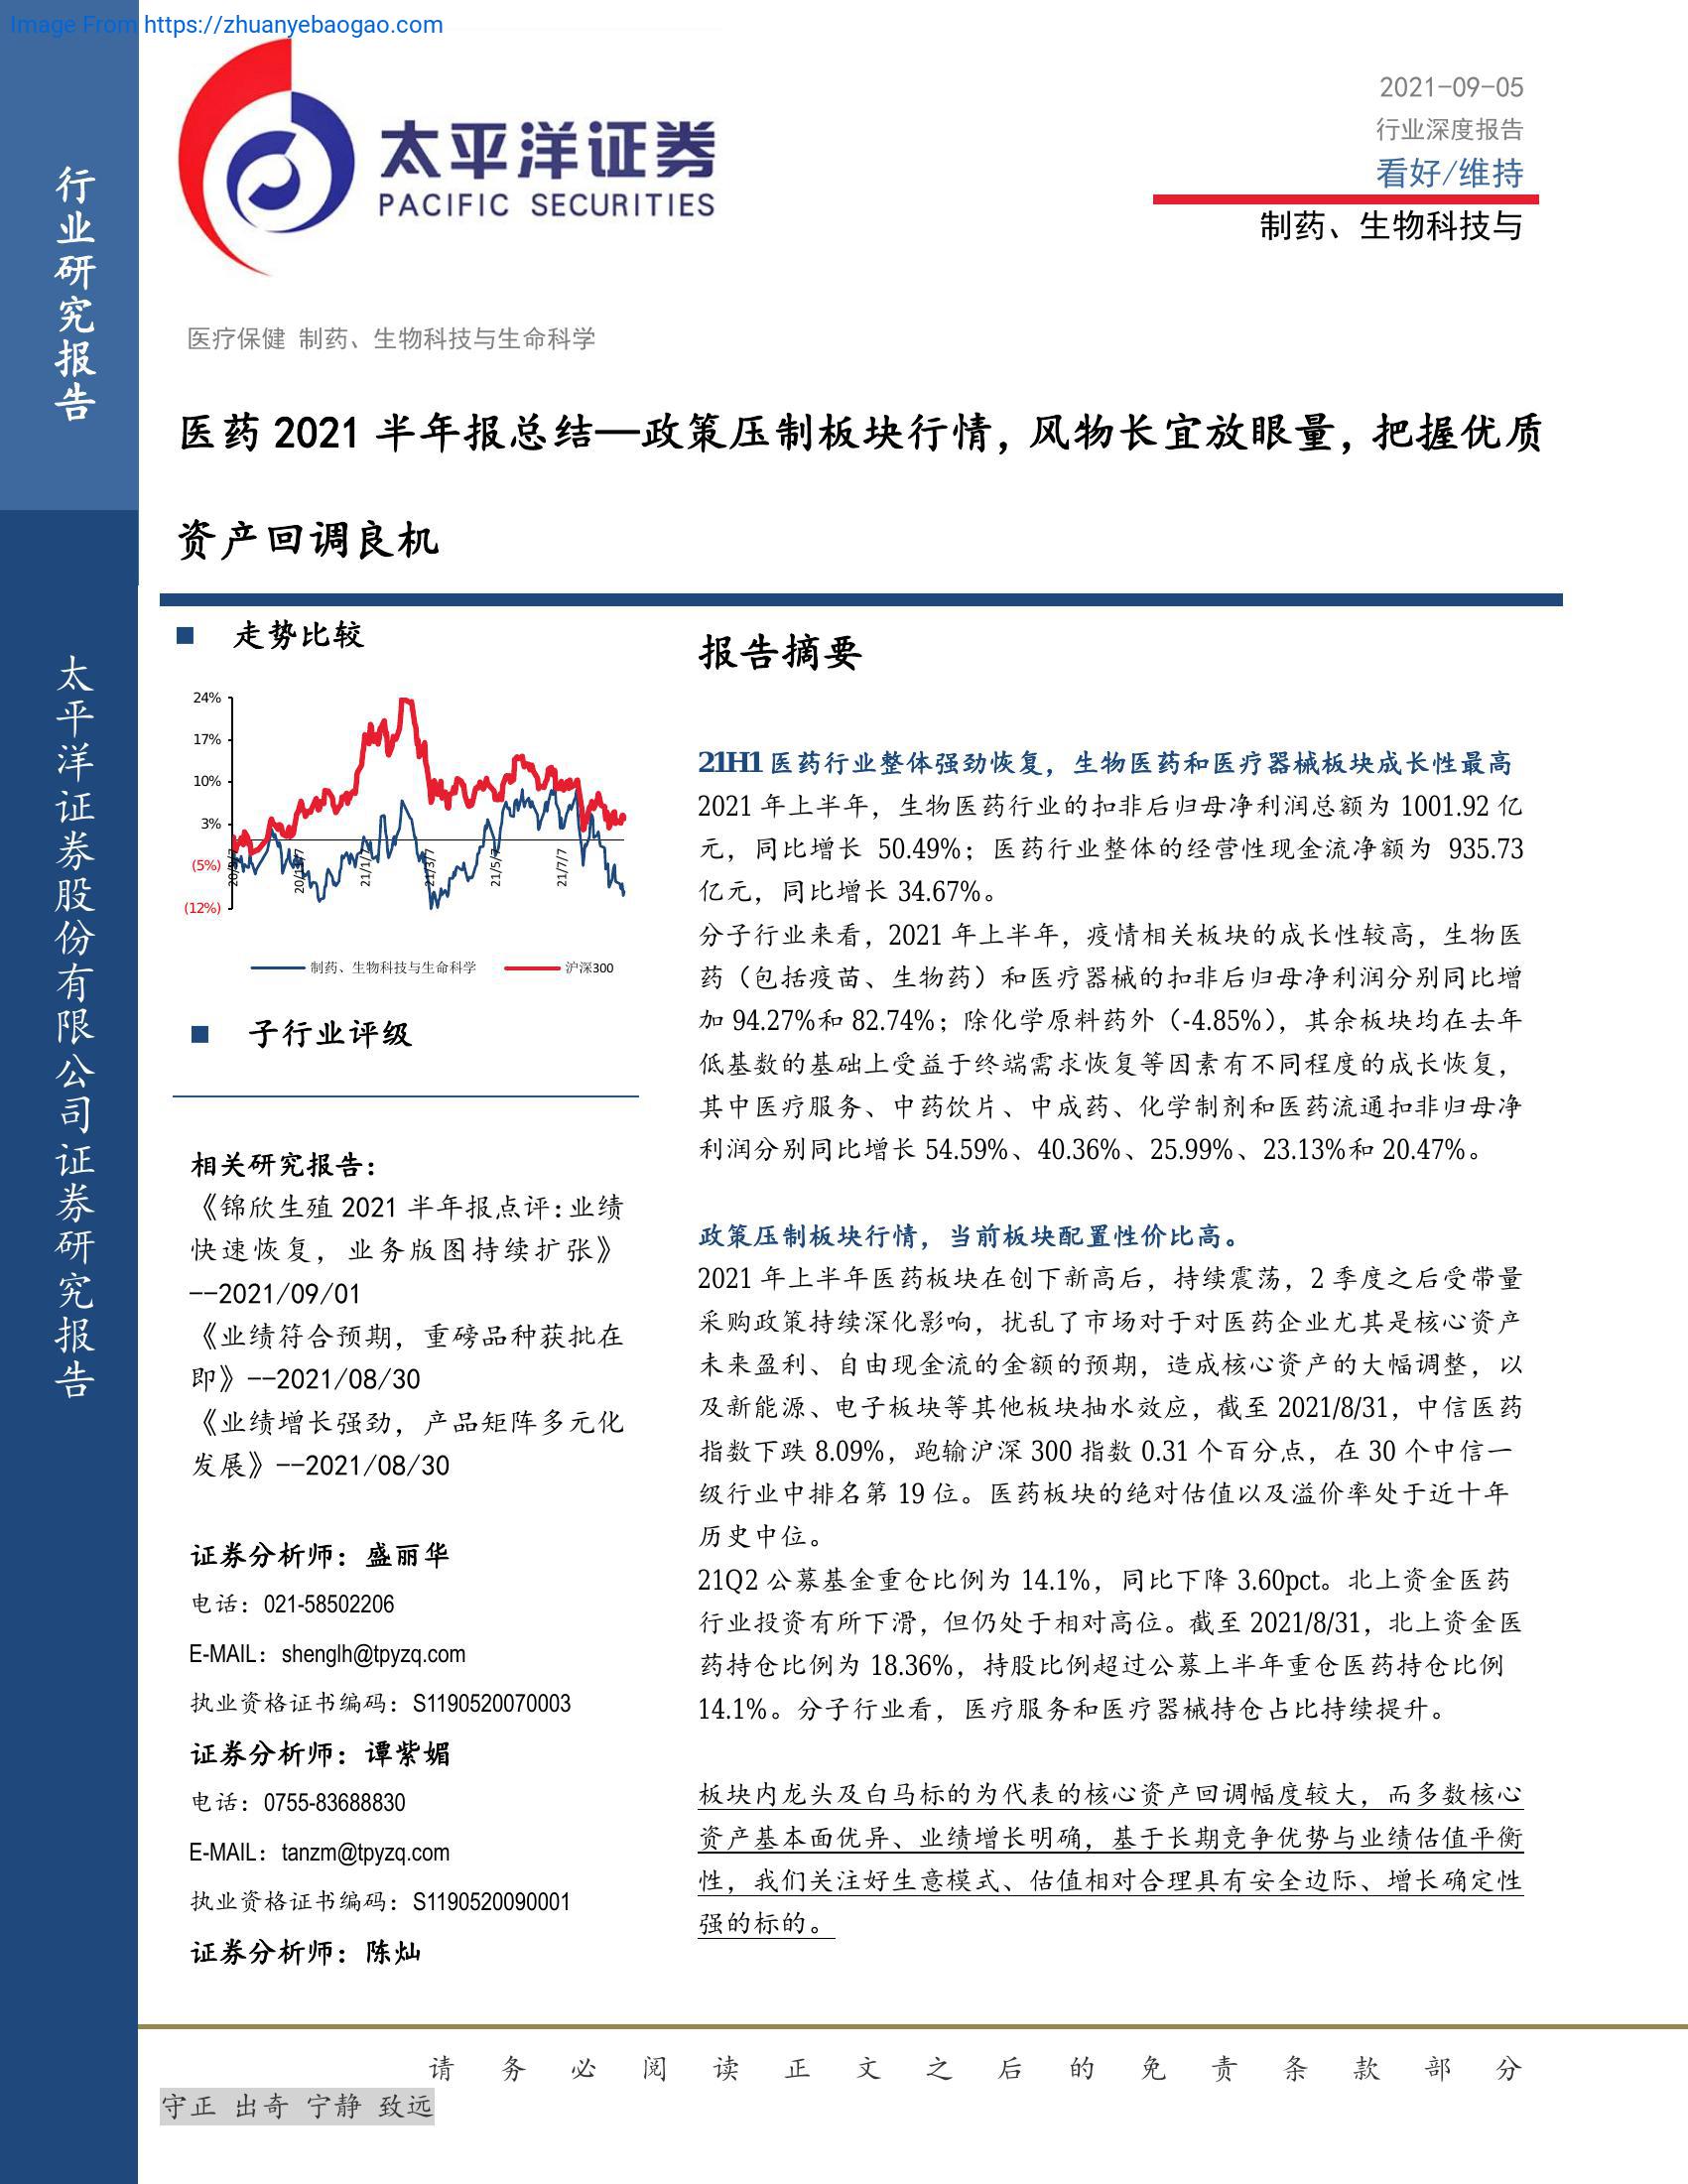 Image From https://zhuanyebaogao.com
行业研究报告
太平洋证券股份有限公司证券研究报告
太平洋证券
PACIFIC SECURITIES
2021-09-05
行业深度报告
看好/维持
制药、生物科技与
医疗保健 制药、生物科技与生命科学
医药 2021 半年报总结—政策压制板块行情，风物长宜放眼量，把握优质
资产回调良机
■ 走势比较
24%
17%
10%
3%
(5%)
(12%)
20/9/7
20/11/7
21/1/7
21/3/7
21/5/7
21/7/7
制药、生物科技与生命科学
沪深300
■ 子行业评级
相关研究报告：
《锦欣生殖 2021 半年报点评：业绩
快速恢复，业务版图持续扩张》
--2021/09/01
《业绩符合预期，重磅品种获批在
即》--2021/08/30
《业绩增长强劲，产品矩阵多元化
发展》--2021/08/30
证券分析师：盛丽华
电话：021-58502206
E-MAIL：shenglh@tpyzq.com
执业资格证书编码：S1190520070003
证券分析师：谭紫媚
电话：0755-83688830
E-MAIL：tanzm@tpyzq.com
执业资格证书编码：S1190520090001
证券分析师：陈灿
报告摘要
21H1 医药行业整体强劲恢复，生物医药和医疗器械板块成长性最高
2021 年上半年，生物医药行业的扣非后归母净利润总额为 1001.92 亿
元，同比增长 50.49%；医药行业整体的经营性现金流净额为 935.73
亿元，同比增长 34.67%。
分子行业来看，2021 年上半年，疫情相关板块的成长性较高，生物医
药（包括疫苗、生物药）和医疗器械的扣非后归母净利润分别同比增
加 94.27%和 82.74%；除化学原料药外（-4.85%），其余板块均在去年
低基数的基础上受益于终端需求恢复等因素有不同程度的成长恢复，
其中医疗服务、中药饮片、中成药、化学制剂和医药流通扣非归母净
利润分别同比增长 54.59%、40.36%、25.99%、23.13%和 20.47%。
政策压制板块行情，当前板块配置性价比高。
2021 年上半年医药板块在创下新高后，持续震荡，2 季度之后受带量
采购政策持续深化影响，扰乱了市场对于对医药企业尤其是核心资产
未来盈利、自由现金流的金额的预期，造成核心资产的大幅调整，以
及新能源、电子板块等其他板块抽水效应，截至 2021/8/31，中信医药
指数下跌 8.09%，跑输沪深 300 指数 0.31 个百分点，在 30 个中信一
级行业中排名第 19 位。医药板块的绝对估值以及溢价率处于近十年
历史中位。
21Q2 公募基金重仓比例为 14.1%，同比下降 3.60pct。北上资金医药
行业投资有所下滑，但仍处于相对高位。截至 2021/8/31，北上资金医
药持仓比例为 18.36%，持股比例超过公募上半年重仓医药持仓比例
14.1%。分子行业看，医疗服务和医疗器械持仓占比持续提升。
板块内龙头及白马标的为代表的核心资产回调幅度较大，而多数核心
资产基本面优异、业绩增长明确，基于长期竞争优势与业绩估值平衡
性，我们关注好生意模式、估值相对合理具有安全边际、增长确定性
强的标的。
请务必阅读正文之后的免责条款部分
守正 出奇 宁静 致远